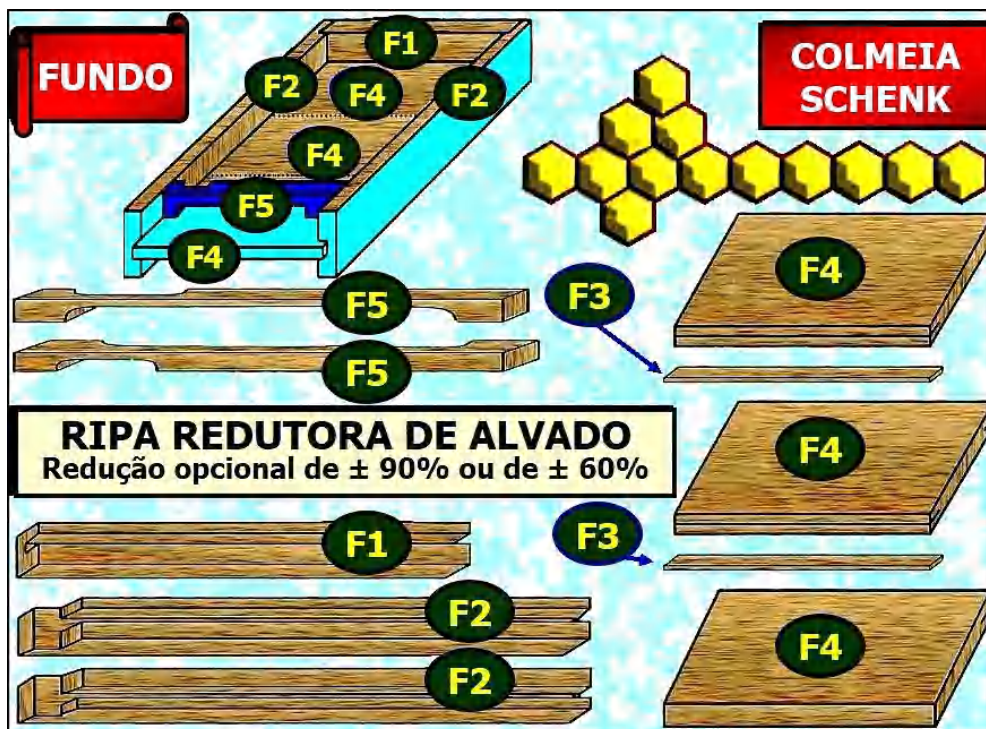 FUNDO
COLMEIA
SCHENK
F1
F2
F4
F2
F4
F5
F4
F5
F3
F4
F5
RIPA REDUTORA DE ALVADO
Redução opcional de ± 90% ou de ± 60%
F4
F1
F3
F2
F4
F2